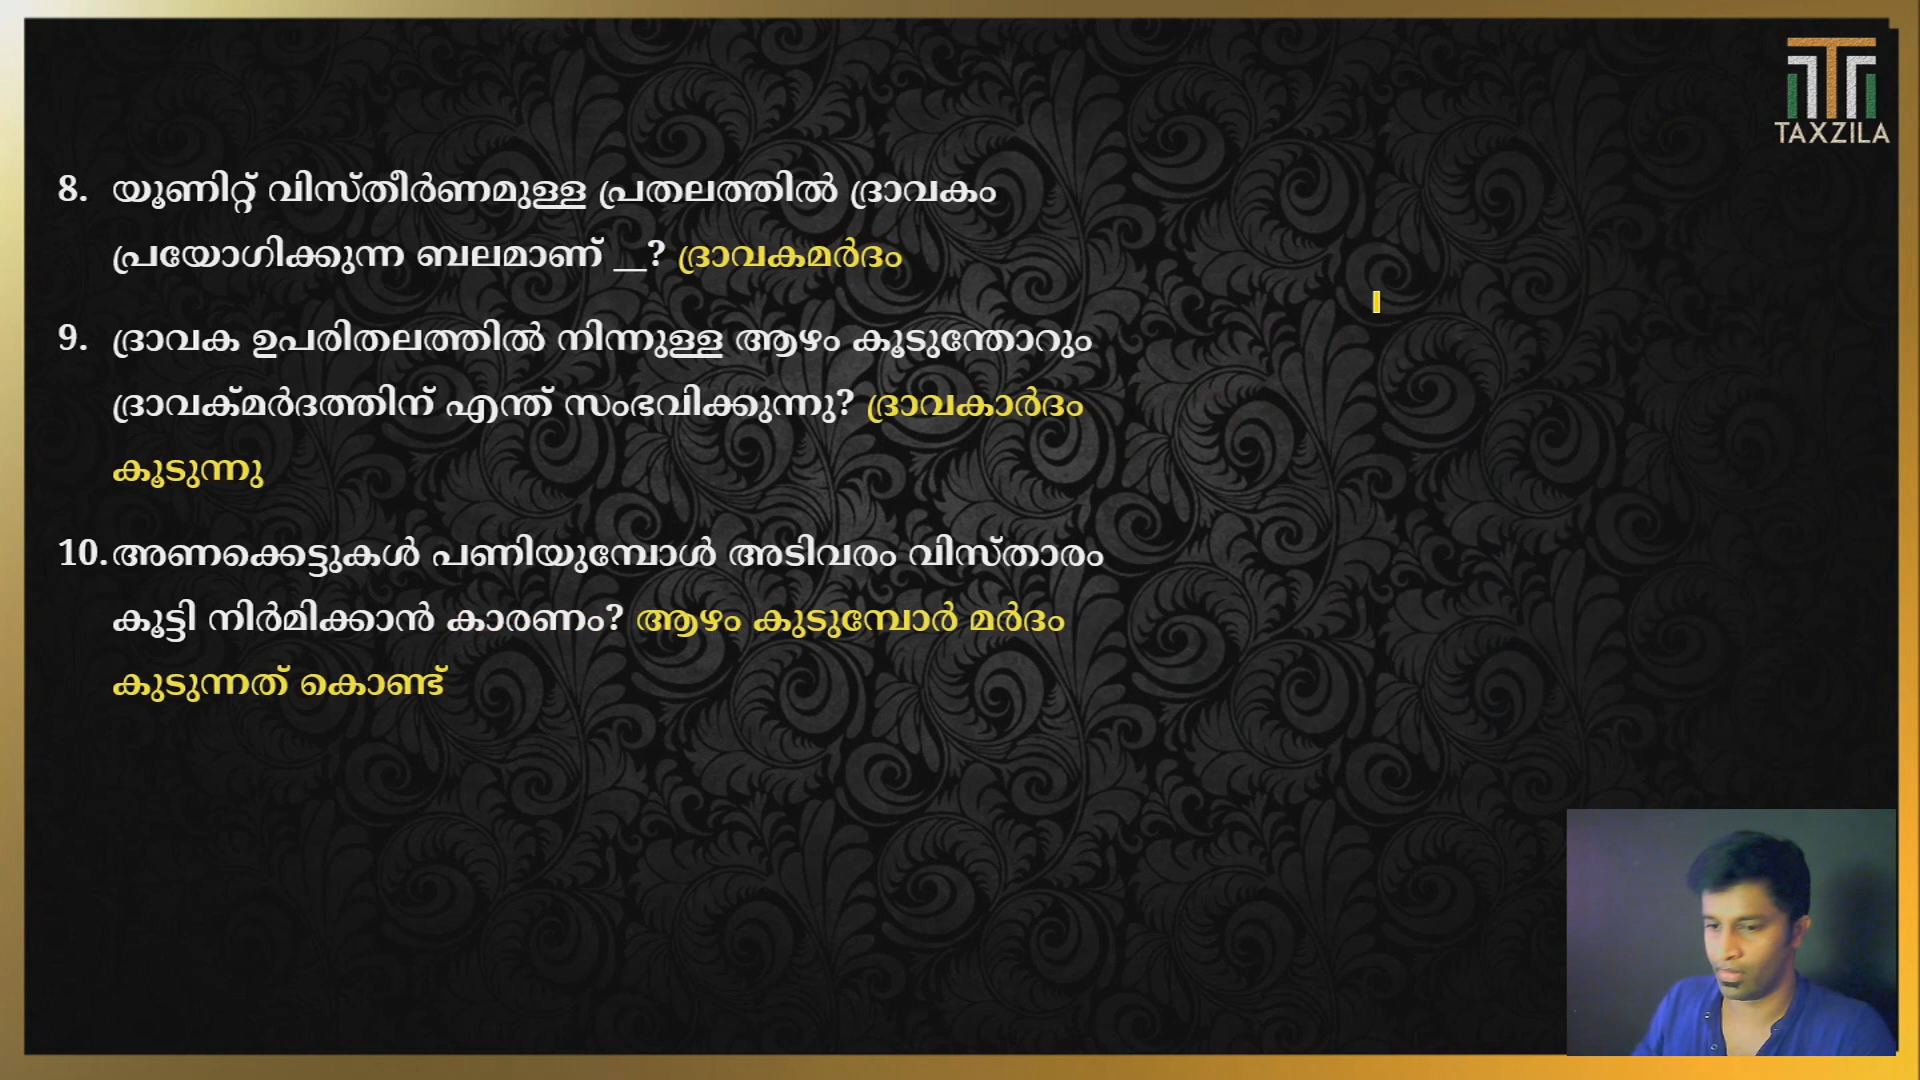 TAXZILA
8. യൂണിറ്റ് വിസ്തീർണമുള്ള പ്രതലത്തിൽ ദ്രാവകം
പ്രയോഗിക്കുന്ന ബലമാണ് __? ദ്രാവകമർദം
9. ദ്രാവക ഉപരിതലത്തിൽ നിന്നുള്ള ആഴം കൂടുന്തോറും
ദ്രാവക്മർദത്തിന് എന്ത് സംഭവിക്കുന്നു? ദ്രാവകാർദം
കൂടുന്നു
10. അണക്കെട്ടുകൾ പണിയുമ്പോൾ അടിവരം വിസ്താരം
കൂട്ടി നിർമിക്കാൻ കാരണം? ആഴം കുടുമ്പോർ മർദം
കുടുന്നത് കൊണ്ട്